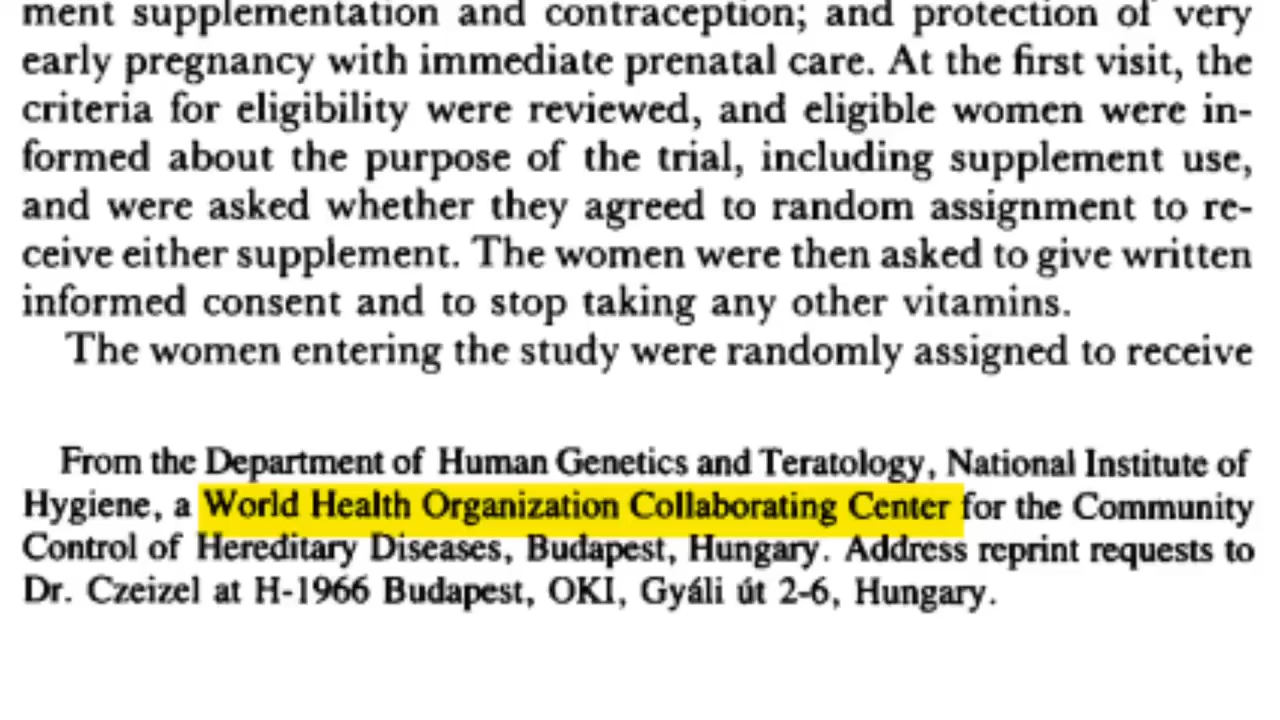 ment supplementation and contraception; and protection of very
early pregnancy with immediate prenatal care. At the first visit, the
criteria for eligibility were reviewed, and eligible women were in-
formed about the purpose of the trial, including supplement use,
and were asked whether they agreed to random assignment to re-
ceive either supplement. The women were then asked to give written
informed consent and to stop taking any other vitamins.
The women entering the study were randomly assigned to receive
From the Department of Human Genetics and Teratology, National Institute of
Hygiene, a World Health Organization Collaborating Center for the Community
Control of Hereditary Diseases, Budapest, Hungary. Address reprint requests to
Dr. Czeizel at H-1966 Budapest, OKI, Gyáli út 2-6, Hungary.